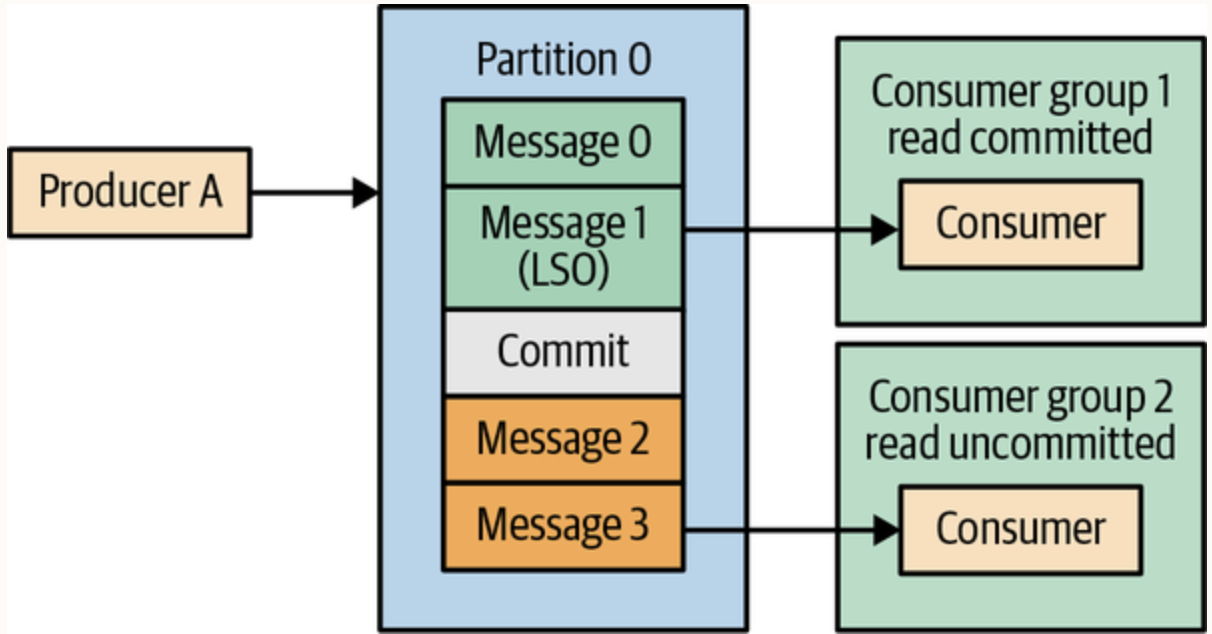 Producer A
Partition 0
Message 0
Message 1
(LSO)
Commit
Message 2
Message 3
Consumer group 1
read committed
Consumer
Consumer group 2
read uncommitted
Consumer